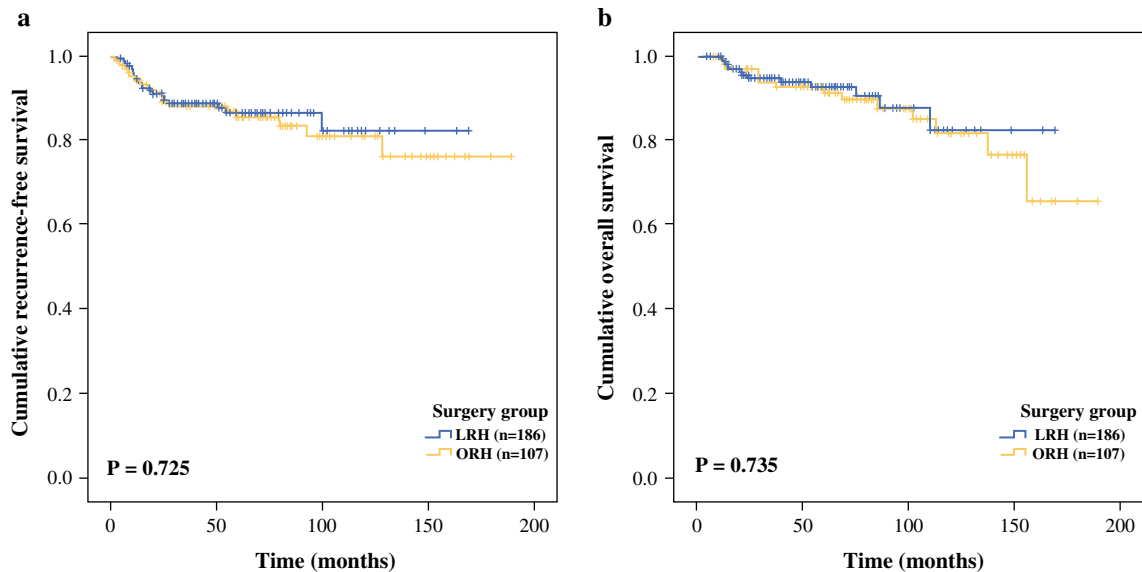 a
Cumulative recurrence-free survival
1.0
0.8
0.6
0.4
0.2
0.0
Surgery group
LRH (n=186)
ORH (n=107)
P = 0.725
0 50 100 150 200
Time (months)
b
Cumulative overall survival
1.0
0.8
0.6
0.4
0.2
0.0
Surgery group
LRH (n=186)
ORH (n=107)
P = 0.735
0 50 100 150 200
Time (months)